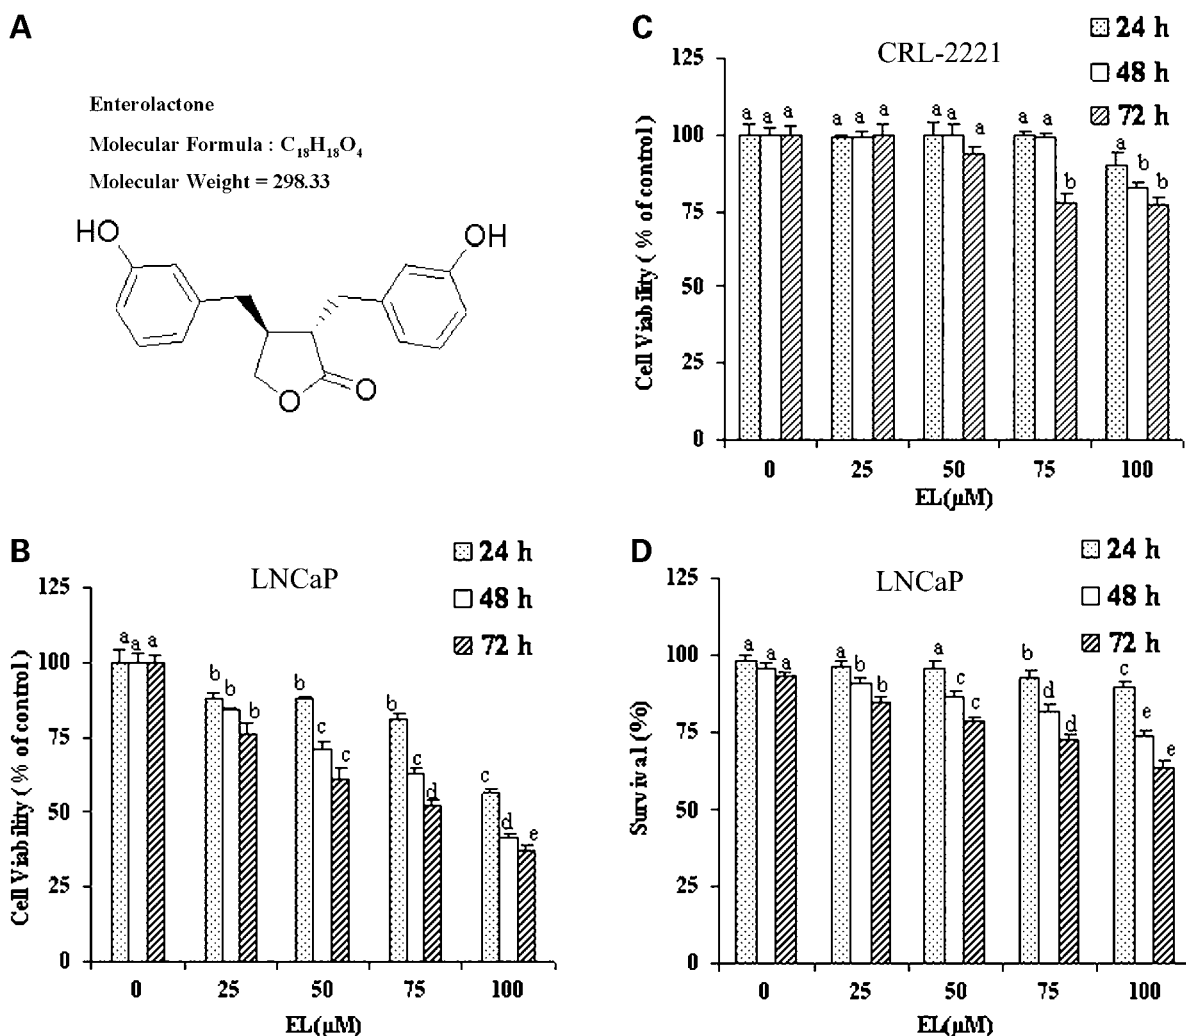 A
Enterolactone
Molecular Formula : C18H18O4
Molecular Weight = 298.33
HO
OH
O
O
C
CRL-2221
24 h
48 h
72 h
Cell Viability ( % of control )
125
100
75
50
25
0
a a a
a a a
a a a
a a b
a b b
0 25 50 75 100
EL(μM)
B
LNCaP
24 h
48 h
72 h
Cell Viability ( % of control )
125
100
75
50
25
0
a a a
b b b
b c c
b c d
c d e
0 25 50 75 100
EL(μM)
D
LNCaP
24 h
48 h
72 h
Survival (%)
125
100
75
50
25
0
a a a
a b b
a c c
b d d
c e e
0 25 50 75 100
EL(μM)